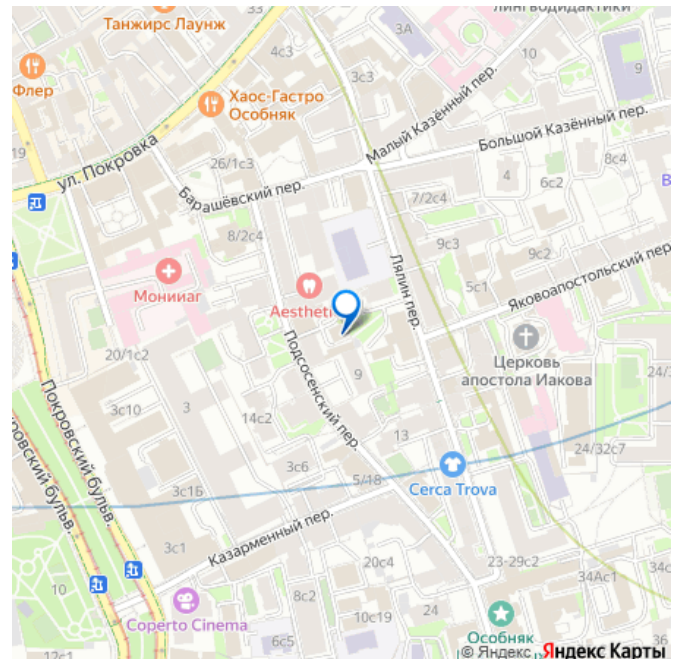 лингводидактики
Танжирс Лаунж
33
4с3
3А
10
3с3
9
Флер
Хаос-Гастро
Особняк
19
ул. Покровка
26/1с3
Малый Казённый пер.
Большой Казённый пер.
Барашёвский пер.
4
8с4
6с2
7/2с4
8/2с4
9с3
9с2
Лялин пер.
Монииаг
5с1
Яковоапостольский пер.
Aestheti
Церковь
апостола Иакова
20/1с2
Подсосенский пер.
9
3
3с10
14с2
13
24/32с7
Покровский бульв.
3с6
5/18
Cerca Trova
3с1Б
Казарменный пер.
3с1
20с4
23-29с2
34Ас1
10
8с2
24
10с19
Coperto Cinema
Особняк
6с5
12с1
© Яндекс Яндекс Карты